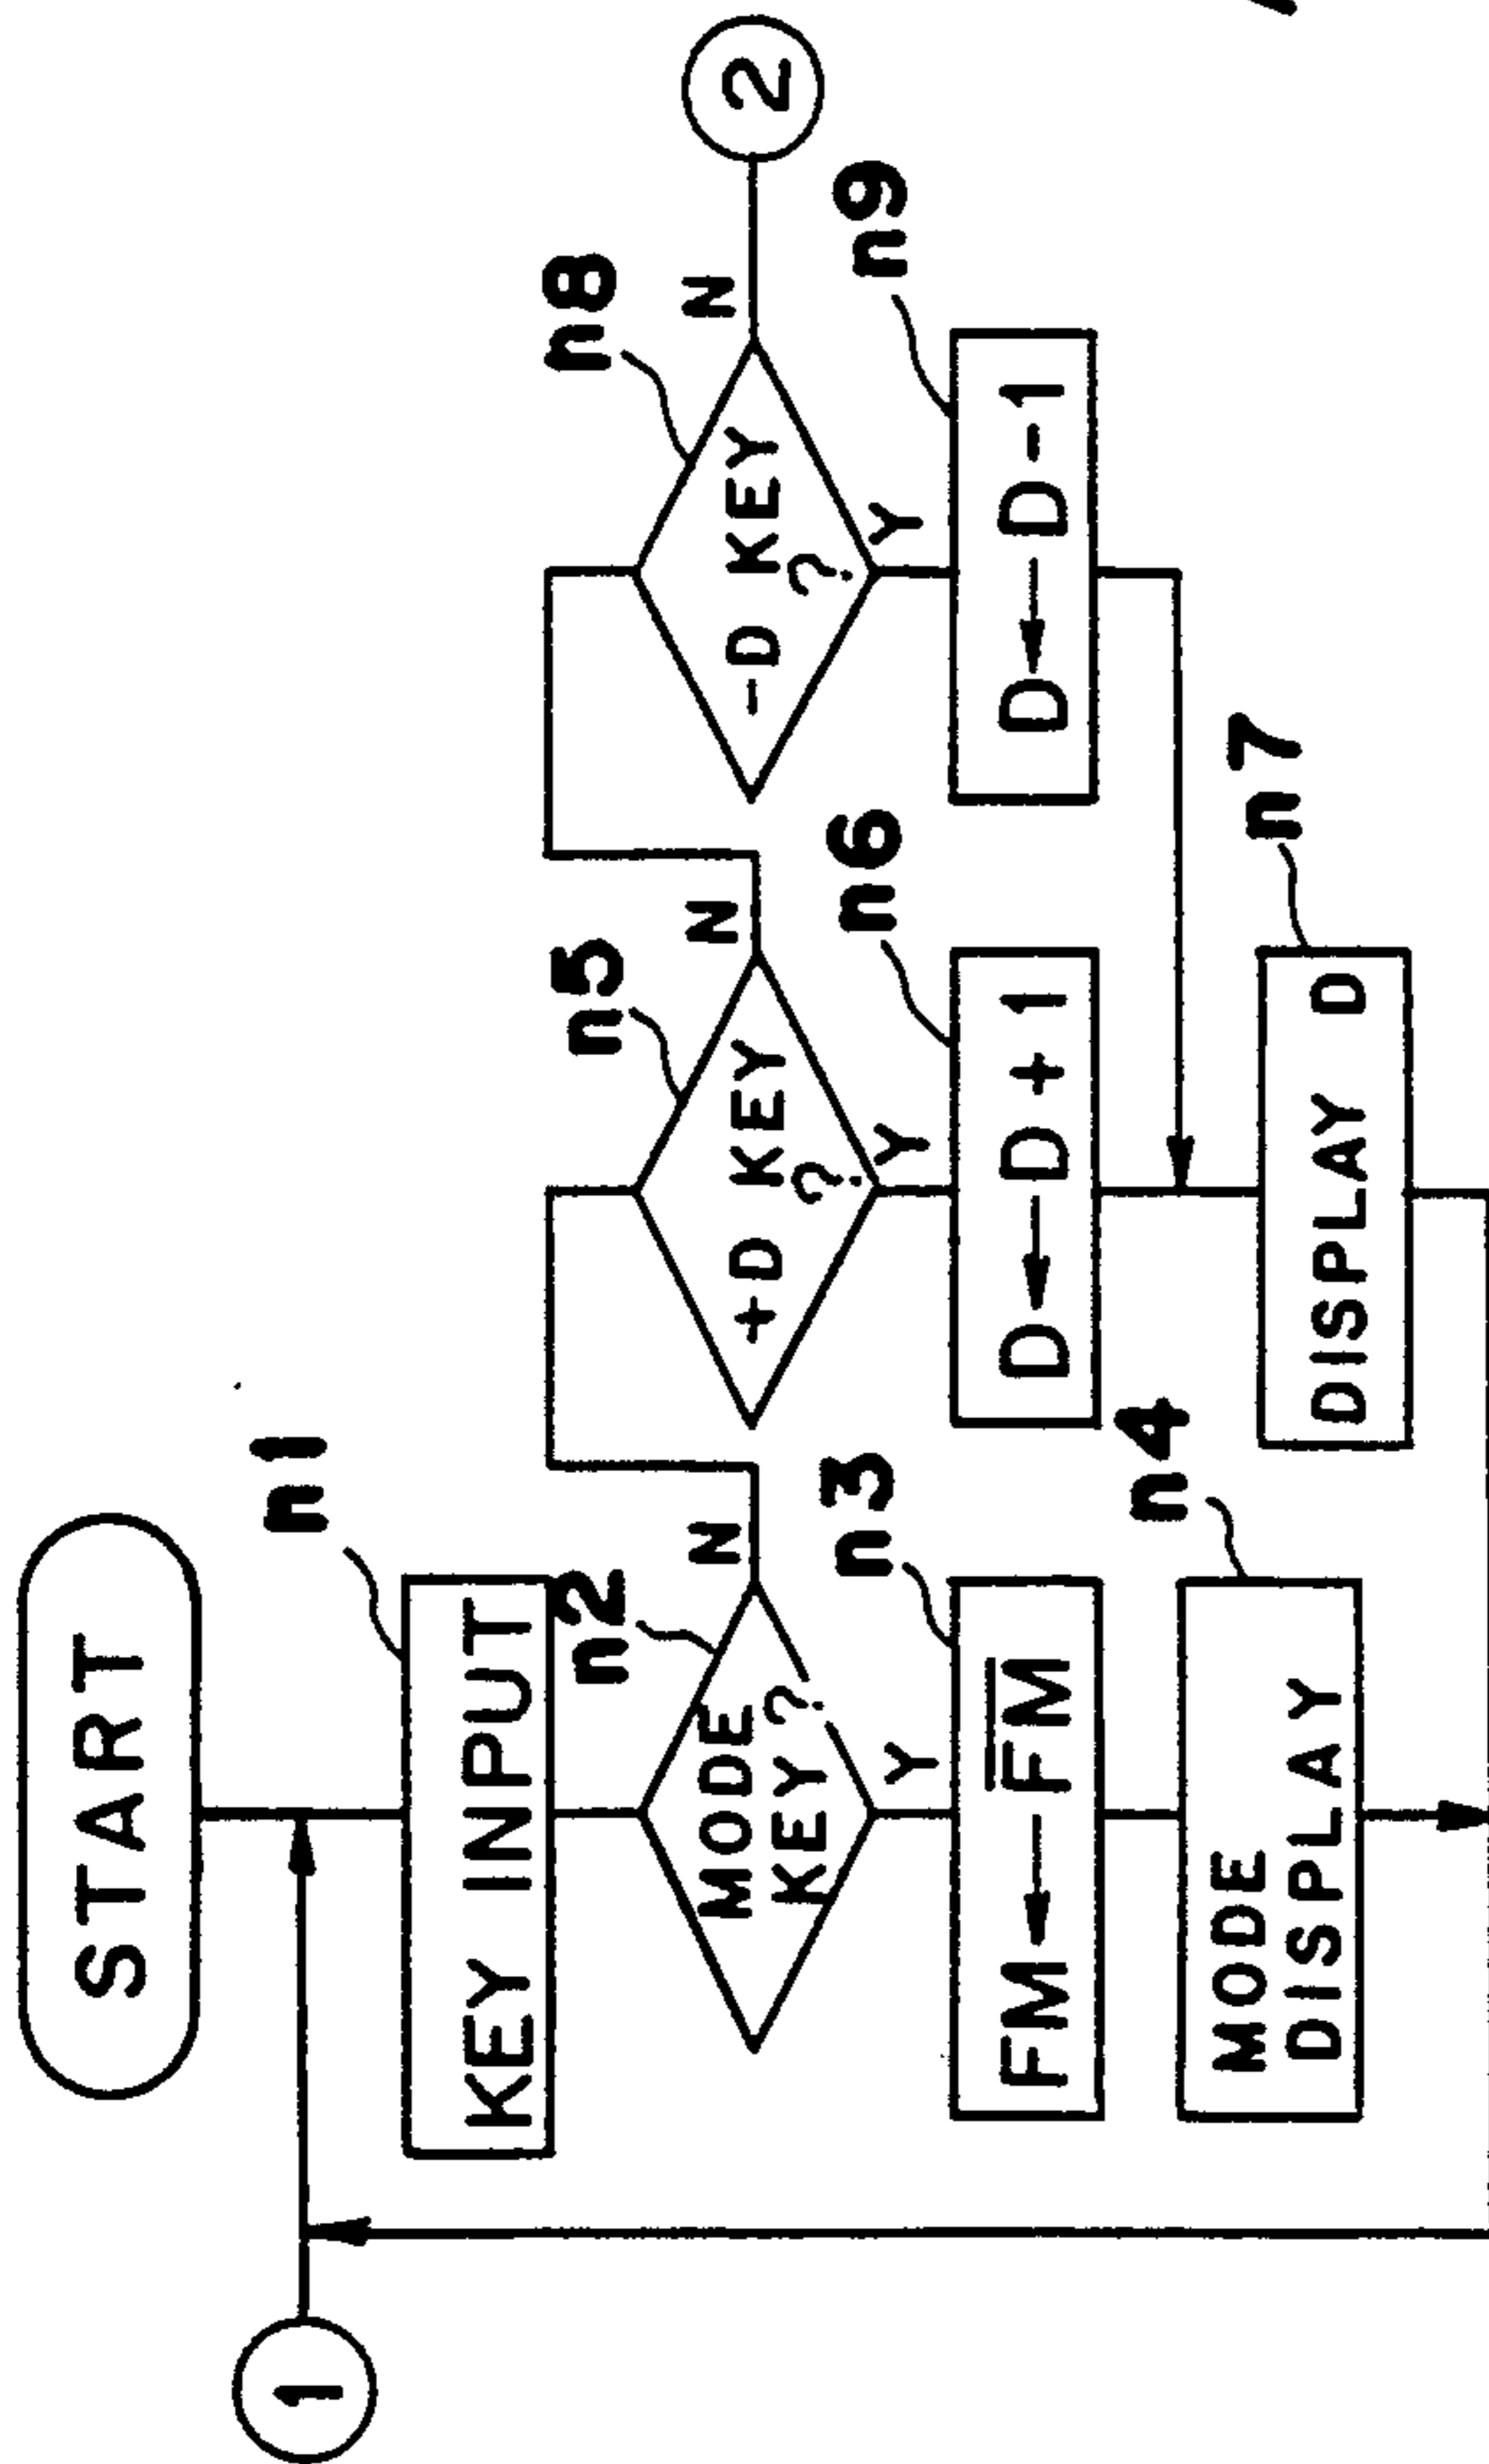 START
1
n1
KEY INPUT
n2
MODE
KEY?
N
Y
n3
FM←F̅M̅
n4
MODE
DISPLAY
n5
+D KEY
?
N
Y
n6
D←D+1
n7
DISPLAY D
n8
-D KEY
?
N
Y
n9
D←D-1
2